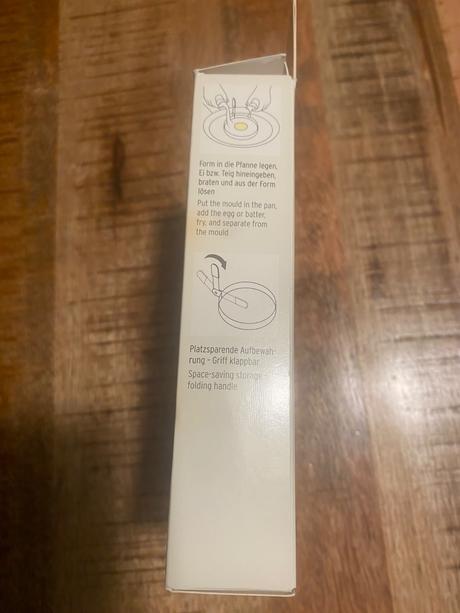 Form in die Pfanne legen,
Ei bzw. Teig hineingeben,
braten und aus der Form
lösen
Put the mould in the pan,
add the egg or batter,
fry, and separate from
the mould
Platzsparende Aufbewah-
rung – Griff klappbar
Space-saving storage –
folding handle